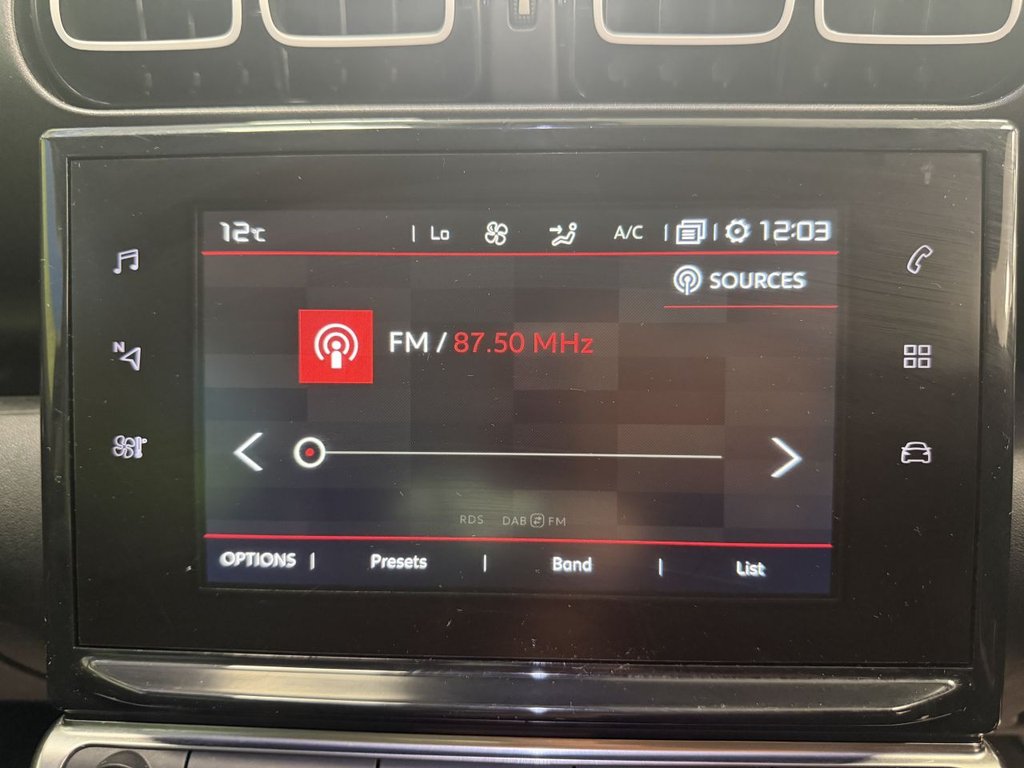 12°C | Lo A/C | | 12:03
SOURCES
N
FM / 87.50 MHz
RDS DAB FM
OPTIONS | Presets | Band | List